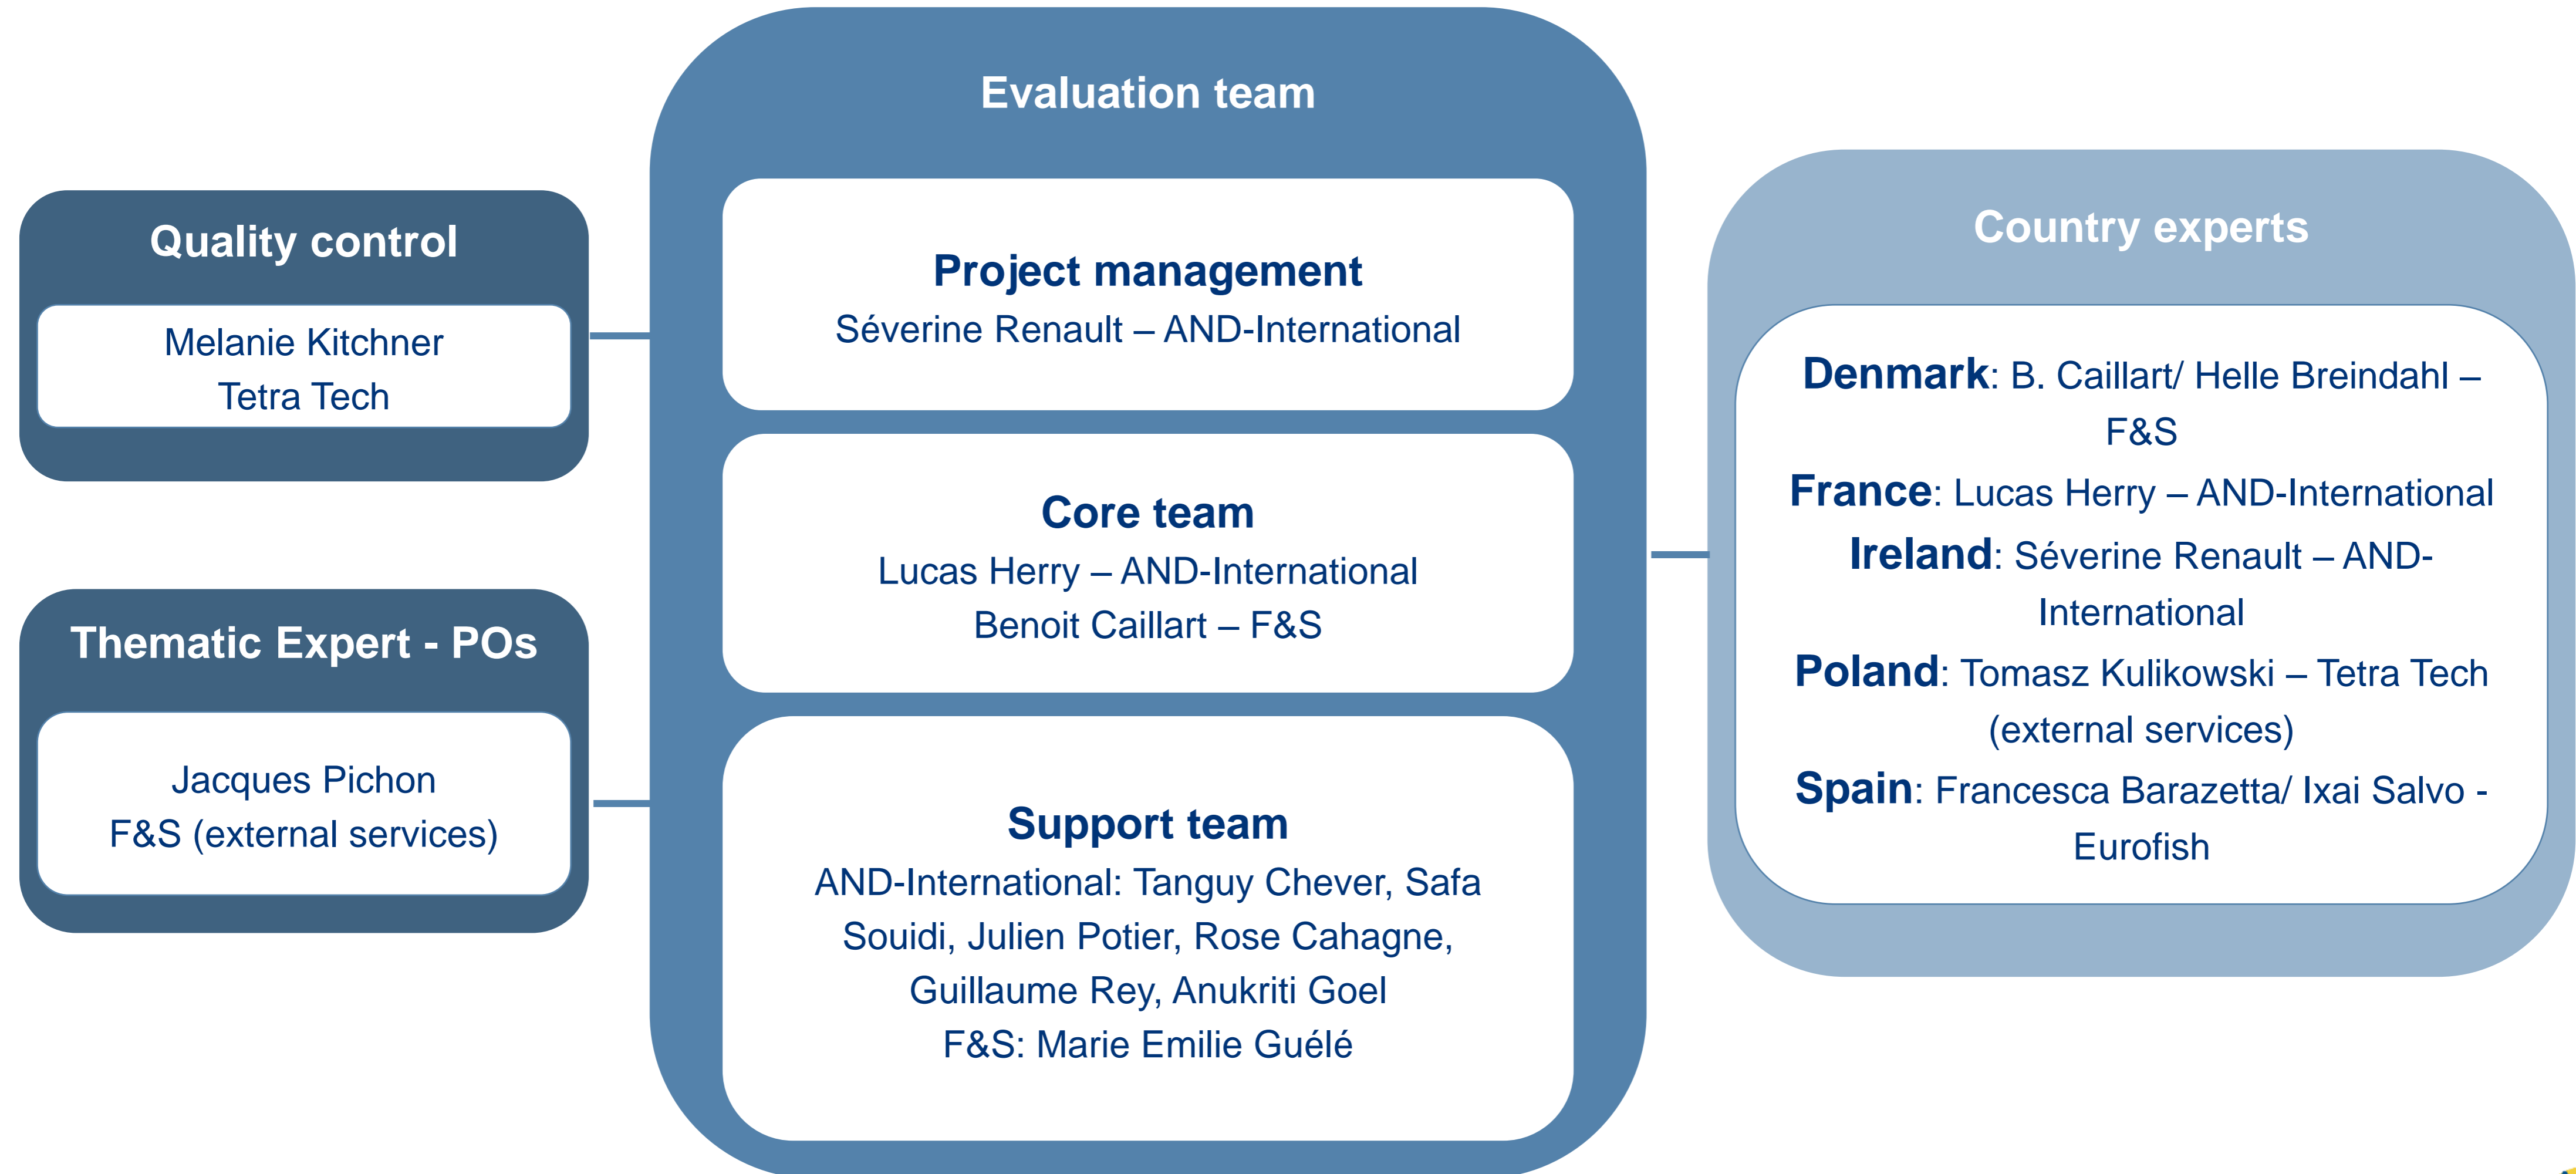 Quality control
Melanie Kitchner
Tetra Tech
Thematic Expert - POs
Jacques Pichon
F&S (external services)
Evaluation team
Project management
Séverine Renault – AND-International
Core team
Lucas Herry – AND-International
Benoit Caillart – F&S
Support team
AND-International: Tanguy Chever, Safa
Souidi, Julien Potier, Rose Cahagne,
Guillaume Rey, Anukriti Goel
F&S: Marie Emilie Guélé
Country experts
Denmark: B. Caillart/ Helle Breindahl –
F&S
France: Lucas Herry – AND-International
Ireland: Séverine Renault – AND-
International
Poland: Tomasz Kulikowski – Tetra Tech
(external services)
Spain: Francesca Barazetta/ Ixai Salvo -
Eurofish